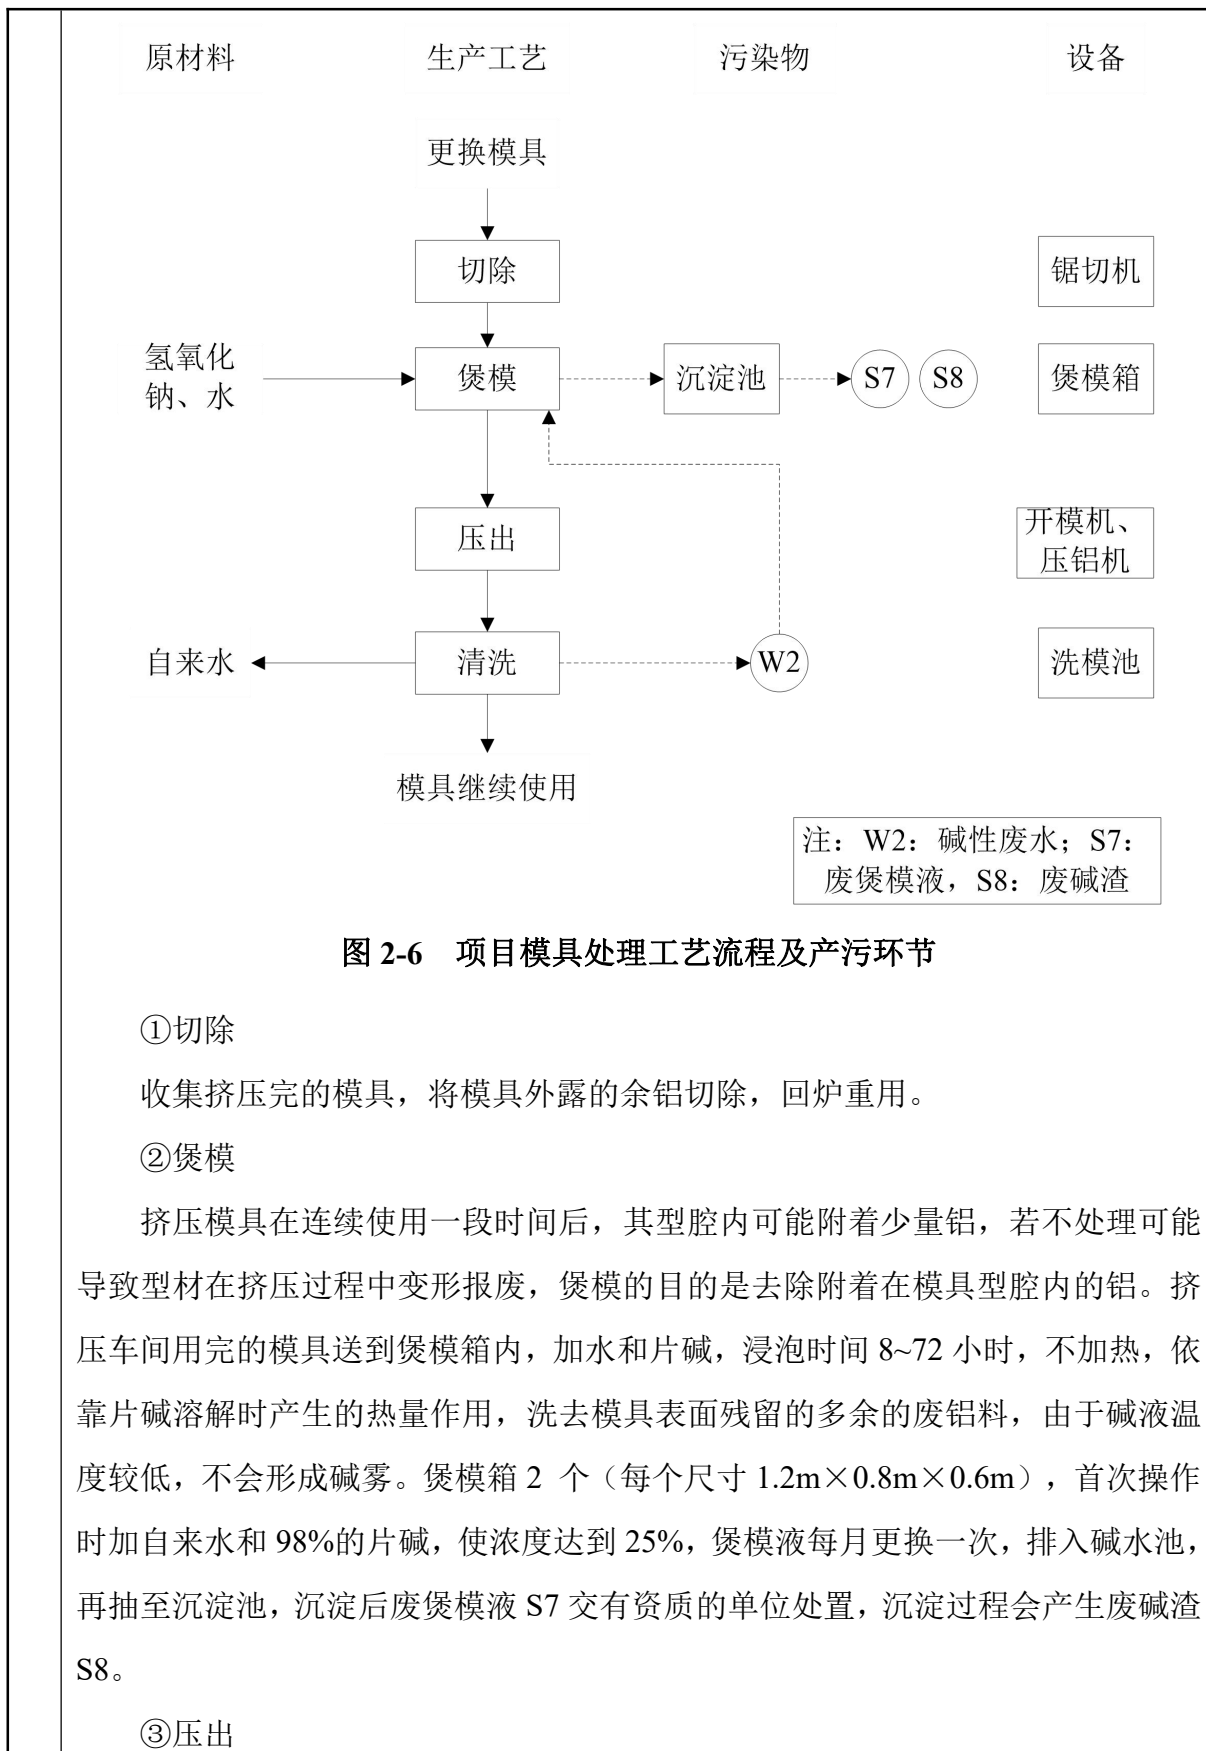 原材料 生产工艺 污染物 设备
更换模具
切除 锯切机
氢氧化
钠、水
煲模 沉淀池 S7 S8 煲模箱
压出
开模机、
压铝机
自来水 清洗 W2 洗模池
模具继续使用
注：W2：碱性废水；S7：
废煲模液，S8：废碱渣
图 2-6 项目模具处理工艺流程及产污环节
①切除
收集挤压完的模具，将模具外露的余铝切除，回炉重用。
②煲模
挤压模具在连续使用一段时间后，其型腔内可能附着少量铝，若不处理可能
导致型材在挤压过程中变形报废，煲模的目的是去除附着在模具型腔内的铝。挤
压车间用完的模具送到煲模箱内，加水和片碱，浸泡时间 8~72 小时，不加热，依
靠片碱溶解时产生的热量作用，洗去模具表面残留的多余的废铝料，由于碱液温
度较低，不会形成碱雾。煲模箱 2 个（每个尺寸 1.2m×0.8m×0.6m），首次操作
时加自来水和 98%的片碱，使浓度达到 25%，煲模液每月更换一次，排入碱水池，
再抽至沉淀池，沉淀后废煲模液 S7 交有资质的单位处置，沉淀过程会产生废碱渣
S8。
③压出